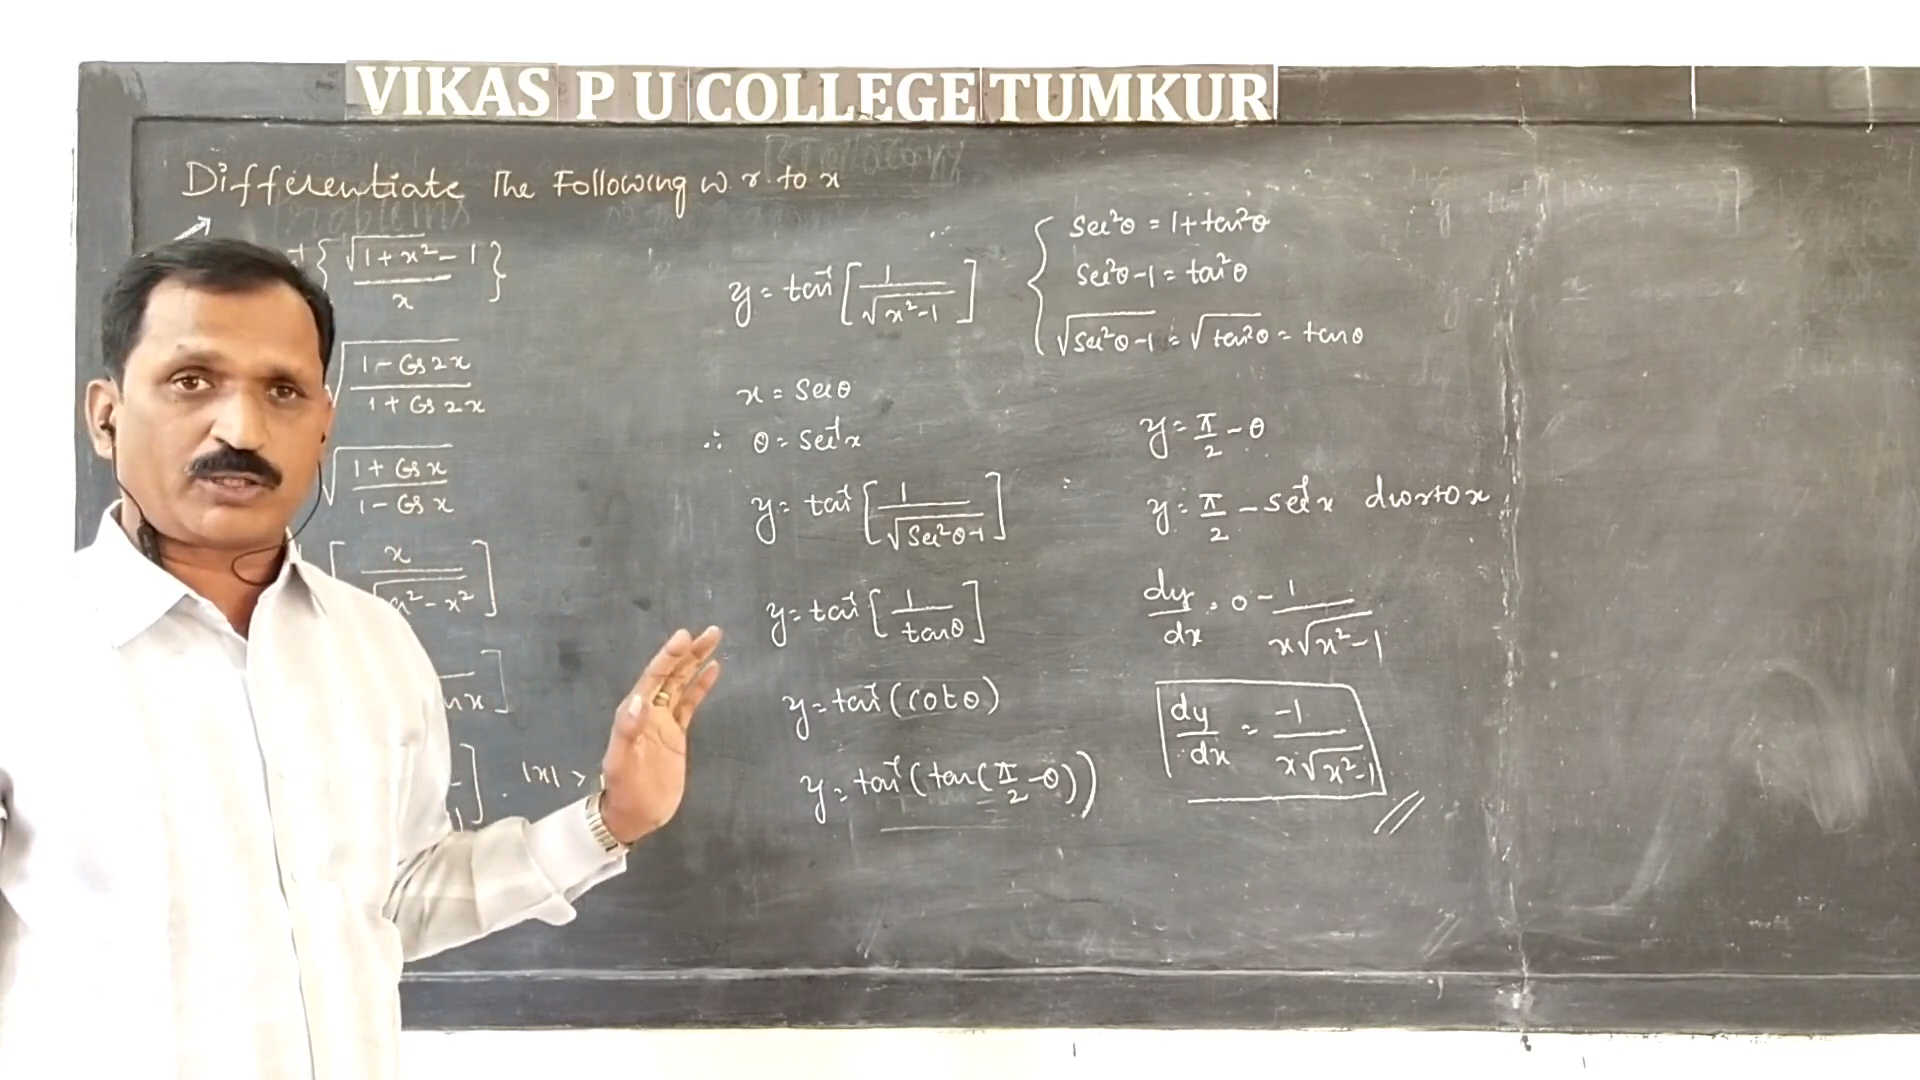 VIKAS P U COLLEGE TUMKUR
Differentiate The Following w.r.to x
⁻¹{ (√(1+x²) - 1) / x }
√((1 - Cos 2x) / (1 + Cos 2x))
√((1 + Cos x) / (1 - Cos x))
[ x / √(a² - x²) ]
|x| >
y = tan⁻¹[ 1 / √(x²-1) ]
x = Secθ
∴ θ = Sec⁻¹x
y = tan⁻¹[ 1 / √(Sec²θ-1) ]
y = tan⁻¹[ 1 / tanθ ]
y = tan⁻¹(cotθ)
y = tan⁻¹(tan(π/2 - θ))
Sec²θ = 1 + tan²θ
Sec²θ - 1 = tan²θ
√(Sec²θ-1) = √(tan²θ) = tanθ
y = π/2 - θ
y = π/2 - sec⁻¹x dwrto x
dy/dx = 0 - 1 / (x√(x²-1))
dy/dx = -1 / (x√(x²-1))